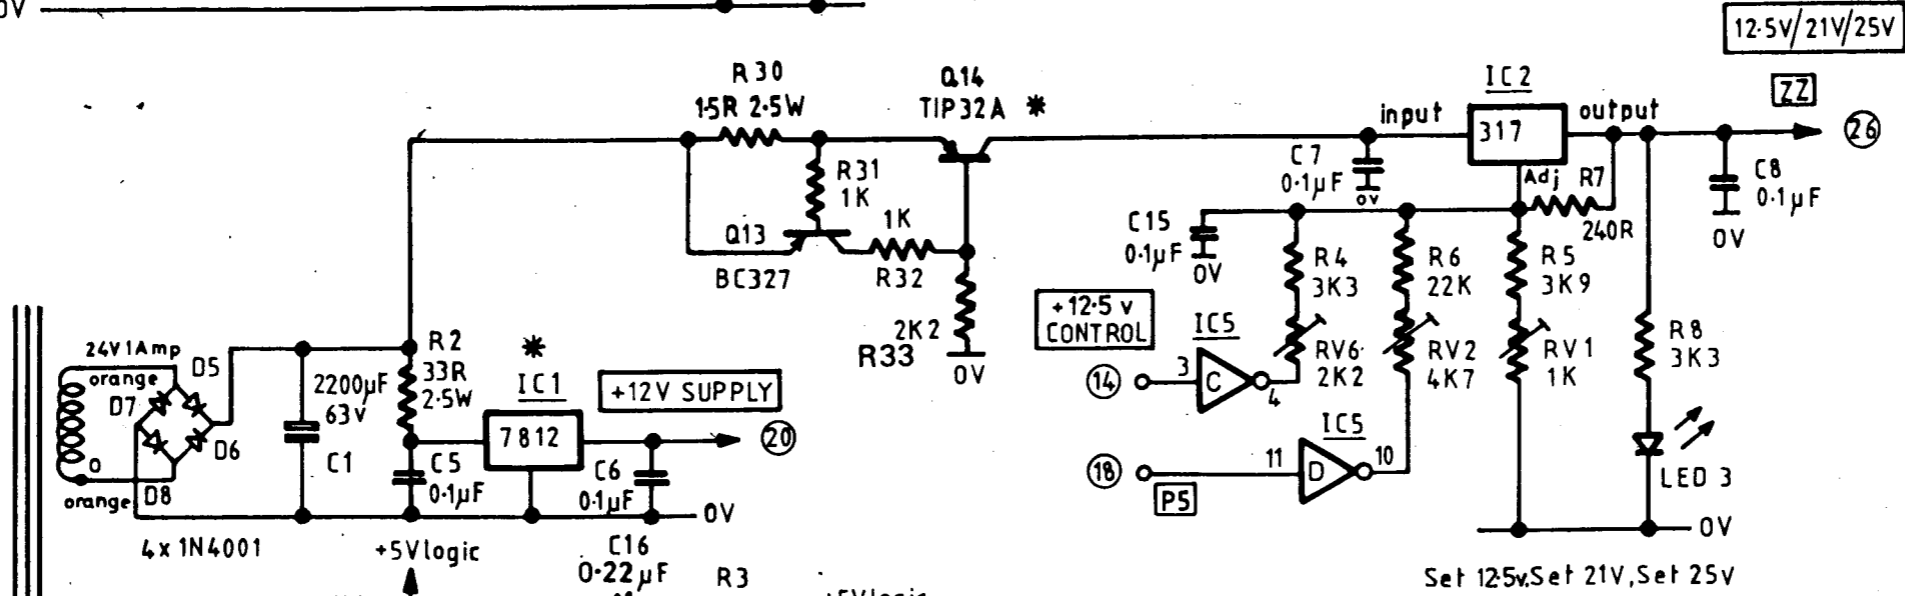 0V
12·5V/21V/25V
R30
1·5R 2·5W
Q14
TIP32A *
IC2
317
input
output
Adj
ZZ
26
R31
1K
Q13
BC327
1K
R32
2K2
R33
0V
C7
0·1µF
0V
C15
0·1µF
0V
R7
240R
C8
0·1µF
0V
R4
3K3
R6
22K
R5
3K9
+12·5 v
CONTROL
IC5
14
3
C
4
RV6
2K2
RV2
4K7
RV1
1K
R8
3K3
IC5
18
11
D
10
P5
LED 3
0V
Set 12·5v, Set 21V, Set 25v
24V 1Amp
orange
D5
D7
D6
D8
0
orange
4 x 1N4001
2200µF
63V
C1
R2
33R
2·5W
*
IC1
7812
+12V SUPPLY
20
C5
0·1µF
C6
0·1µF
0V
+5V logic
C16
0·22µF
R3
+5V logic